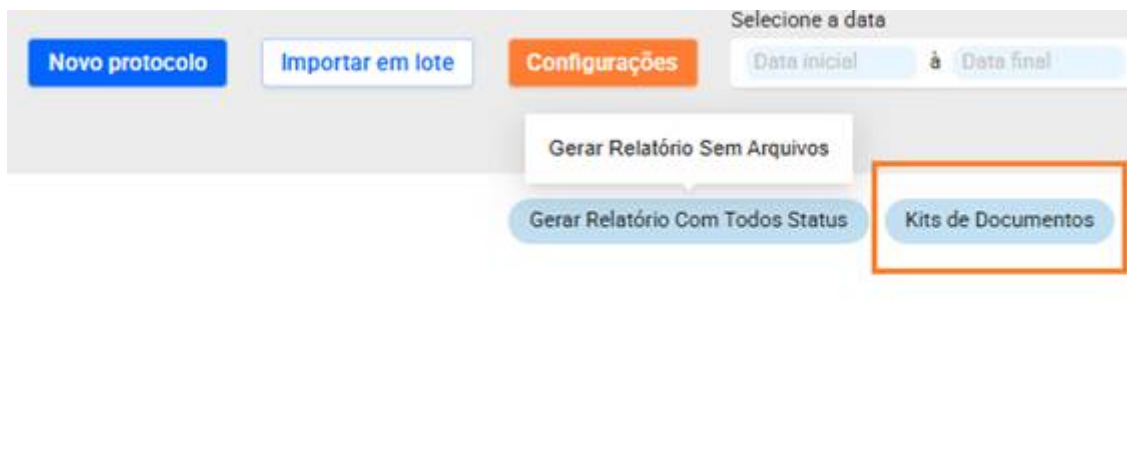 Selecione a data
Novo protocolo Importar em lote Configurações Data inicial à Data final
Gerar Relatório Sem Arquivos
Gerar Relatório Com Todos Status Kits de Documentos